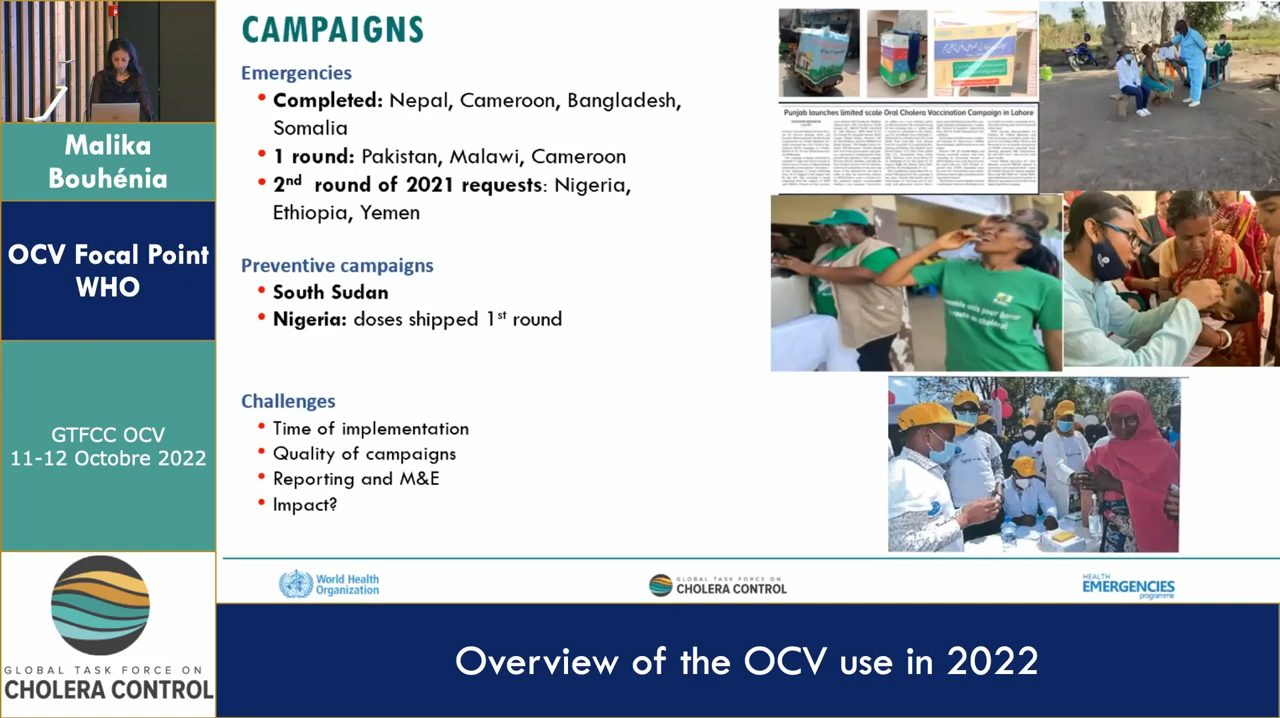 Malika
Bouhénia
OCV Focal Point
WHO
GTFCC OCV
11-12 Octobre 2022
GLOBAL TASK FORCE ON
CHOLERA CONTROL
CAMPAIGNS
Emergencies
• Completed: Nepal, Cameroon, Bangladesh,
Somalia
• 1 round: Pakistan, Malawi, Cameroon
• 2nd round of 2021 requests: Nigeria,
Ethiopia, Yemen
Preventive campaigns
• South Sudan
• Nigeria: doses shipped 1st round
Challenges
• Time of implementation
• Quality of campaigns
• Reporting and M&E
• Impact?
Punjab launches limited scale Oral Cholera Vaccination Campaign in Lahore
World Health
Organization
GLOBAL TASK FORCE ON
CHOLERA CONTROL
HEALTH
EMERGENCIES
programme
Overview of the OCV use in 2022